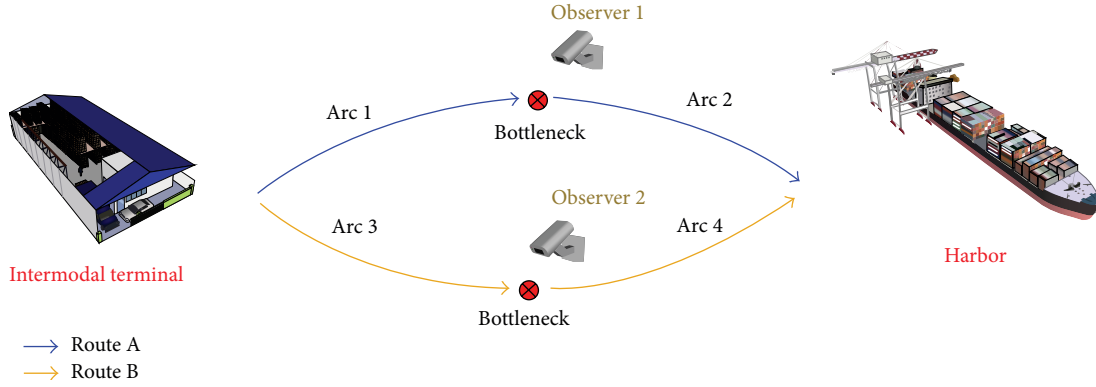 Observer 1
Arc 1
Arc 2
Bottleneck
Observer 2
Arc 3
Arc 4
Harbor
Intermodal terminal
Bottleneck
Route A
Route B